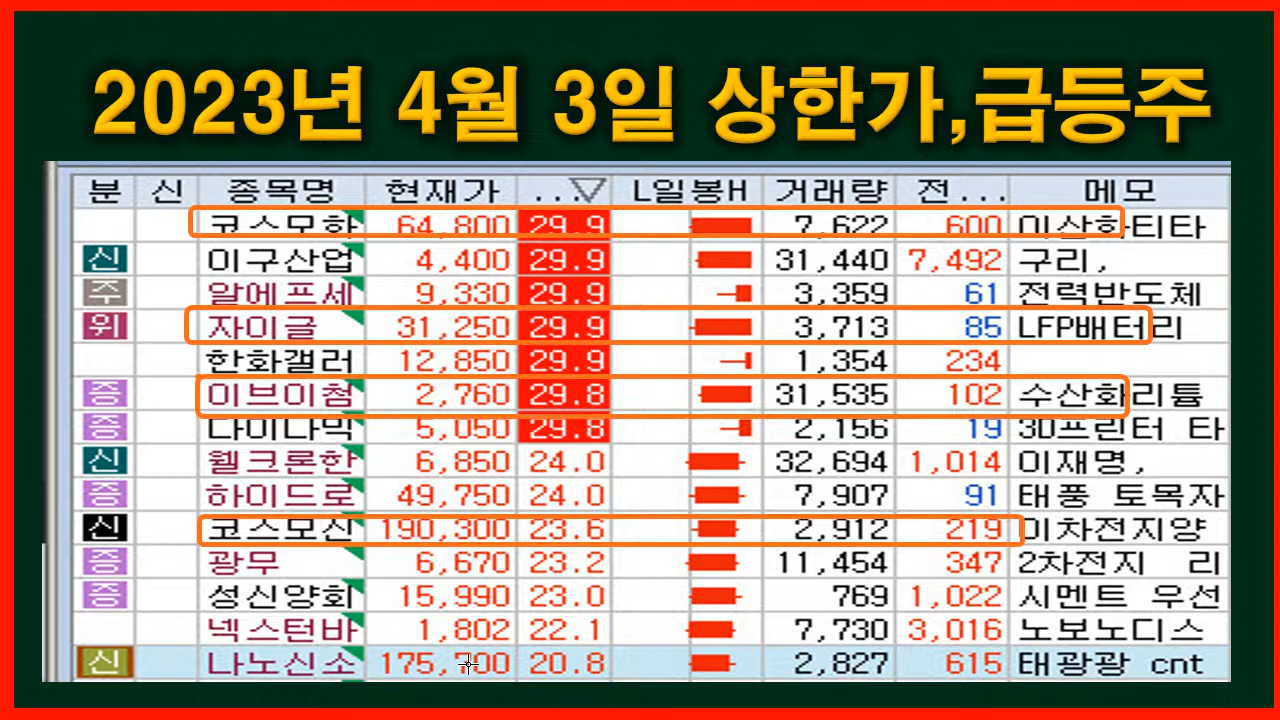 2023년 4월 3일 상한가,급등주
분 신 종목명 현재가 ...▽ L일봉H 거래량 전... 메모
코스모화 64,800 29.9 7,622 600 이산화티타
신 이구산업 4,400 29.9 31,440 7,492 구리,
주 알에프세 9,330 29.9 3,359 61 전력반도체
위 자이글 31,250 29.9 3,713 85 LFP배터리
한화갤러 12,850 29.9 1,354 234
증 이브이첨 2,760 29.8 31,535 102 수산화리튬
증 다이나믹 5,050 29.8 2,156 19 3D프린터 타
신 웰크론한 6,850 24.0 32,694 1,014 이재명,
증 하이드로 49,750 24.0 7,907 91 태풍 토목자
신 코스모신 190,300 23.6 2,912 219 이차전지양
증 광무 6,670 23.2 11,454 347 2차전지 리
증 성신양회 15,990 23.0 769 1,022 시멘트 우선
넥스턴바 1,802 22.1 7,730 3,016 노보노디스
신 나노신소 175,700 20.8 2,827 615 태광광 cnt